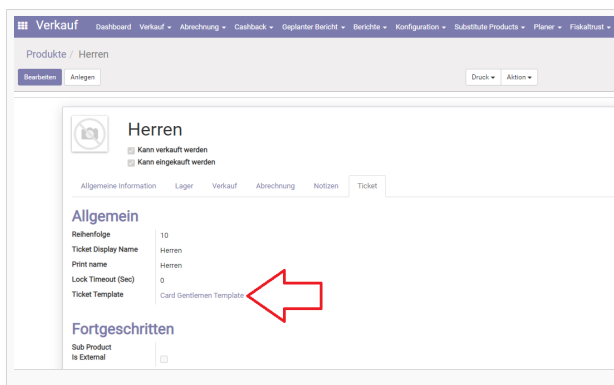 Verkauf Dashboard Verkauf Abrechnung Cashback Geplanter Bericht Berichte Konfiguration Substitute Products Planer Fiskaltrust
Produkte / Herren
Bearbeiten Anlegen Druck Aktion
Herren
Kann verkauft werden
Kann eingekauft werden
Allgemeine Information Lager Verkauf Abrechnung Notizen Ticket
Allgemein
Reihenfolge 10
Ticket Display Name Herren
Print name Herren
Lock Timeout (Sec) 0
Ticket Template Card Gentlemen Template
Fortgeschritten
Sub Product
Is External